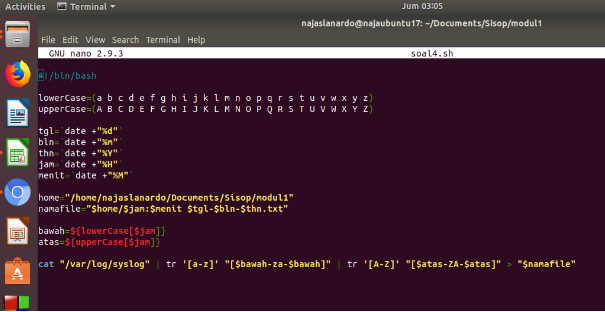 Activities Terminal Jum 03:05
najaslanardo@najaubuntu17: ~/Documents/Sisop/modul1
File Edit View Search Terminal Help
GNU nano 2.9.3 soal4.sh
#!/bin/bash
lowerCase=(a b c d e f g h i j k l m n o p q r s t u v w x y z)
upperCase=(A B C D E F G H I J K L M N O P Q R S T U V W X Y Z)
tgl=`date +"%d"`
bln=`date +"%m"`
thn=`date +"%Y"`
jam=`date +"%H"`
menit=`date +"%M"`
home="/home/najaslanardo/Documents/Sisop/modul1"
namafile="$home/$jam:$menit $tgl-$bln-$thn.txt"
bawah=${lowerCase[$jam]}
atas=${upperCase[$jam]}
cat "/var/log/syslog" | tr '[a-z]' "[$bawah-za-$bawah]" | tr '[A-Z]' "[$atas-ZA-$atas]" > "$namafile"